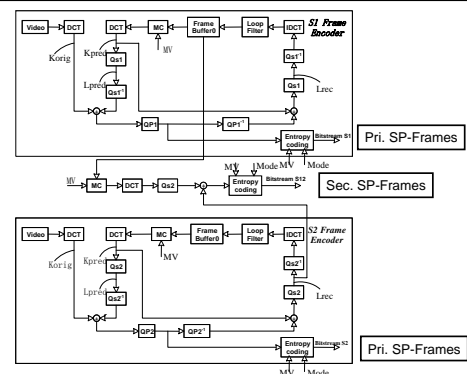 S1 Frame
Encoder
Video
DCT
DCT
MC
Frame
Buffer0
Loop
Filter
IDCT
MV
Korig
Kpred
Qs1
Lpred
Qs1⁻¹
Qs1⁻¹
Qs1
Lrec
QP1
QP1⁻¹
Entropy
coding
Bitstream S1
MV
Mode
Pri. SP-Frames
MV
MC
DCT
Qs2
MV
Mode
Entropy
coding
Bitstream S12
Sec. SP-Frames
S2 Frame
Encoder
Video
DCT
DCT
MC
Frame
Buffer0
Loop
Filter
IDCT
MV
Korig
Kpred
Qs2
Lpred
Qs2⁻¹
Qs2⁻¹
Qs2
Lrec
QP2
QP2⁻¹
Entropy
coding
Bitstream S2
MV
Mode
Pri. SP-Frames